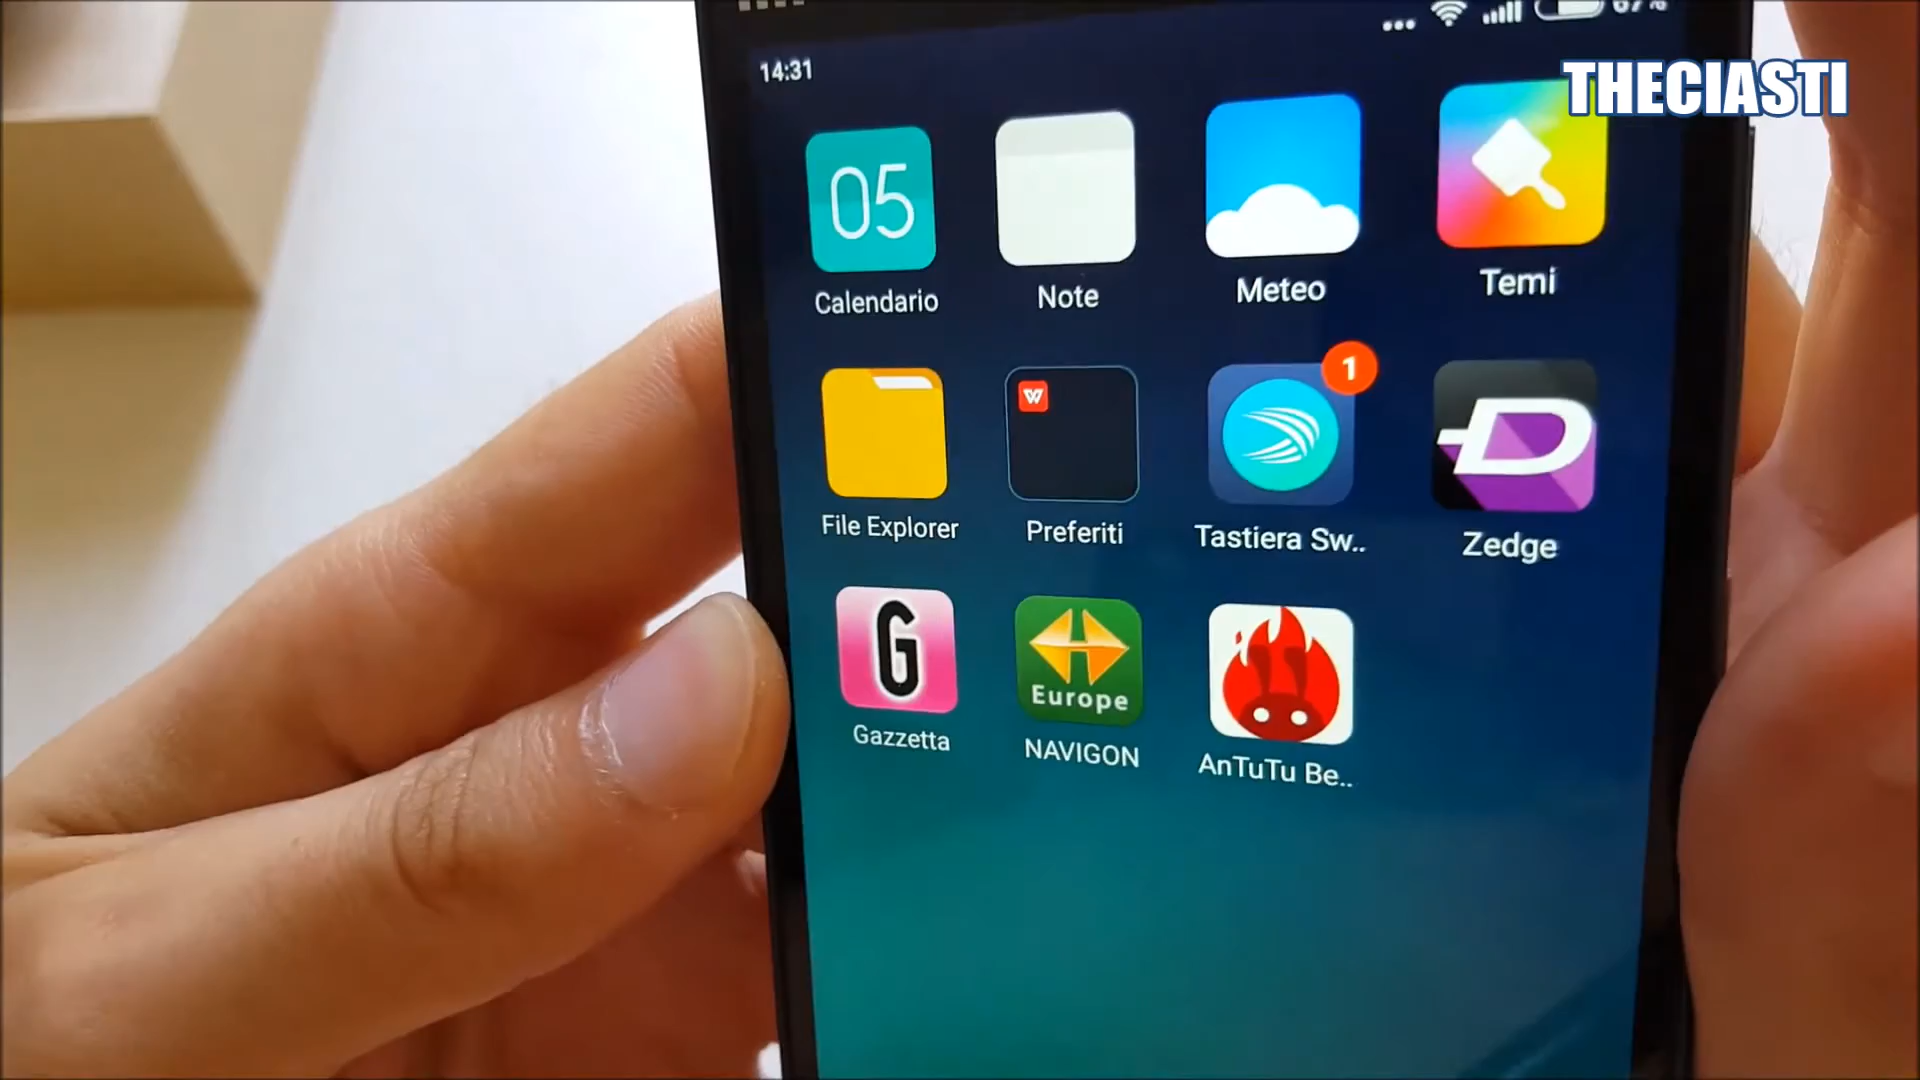 67%
14:31
THECIASTI
05
Calendario
Note
Meteo
Temi
1
W
File Explorer
Preferiti
Tastiera Sw..
Zedge
G
Europe
Gazzetta
NAVIGON
AnTuTu Be..